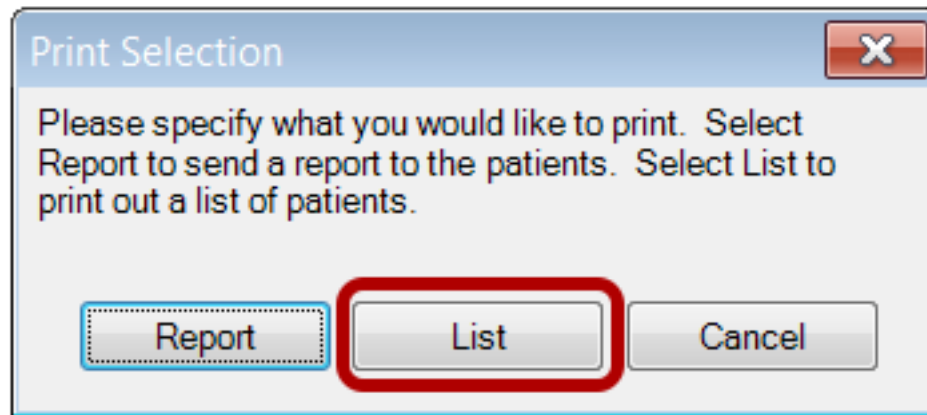 Print Selection
Please specify what you would like to print.  Select
Report to send a report to the patients.  Select List to
print out a list of patients.
Report
List
Cancel